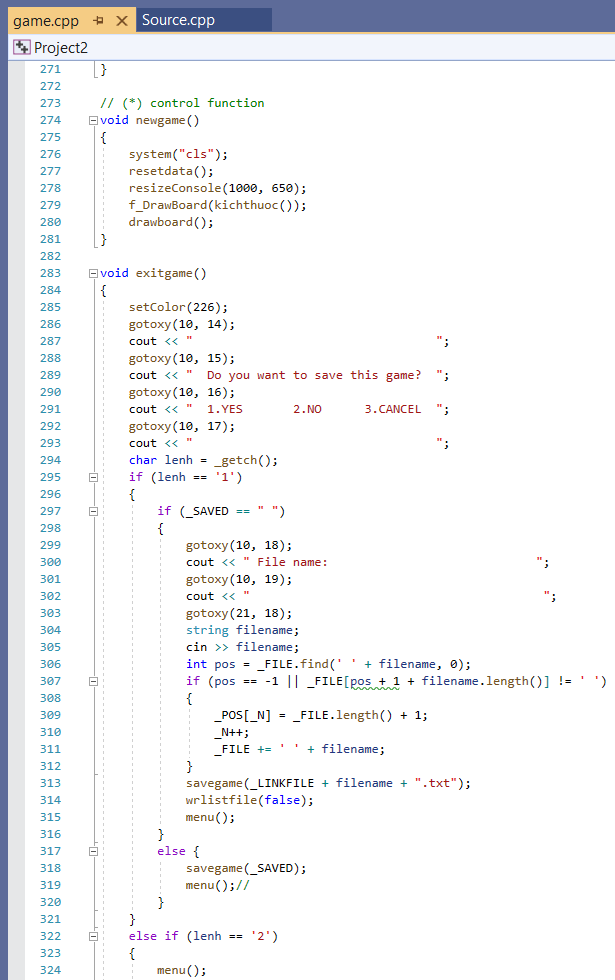 game.cpp
Source.cpp
Project2
271 }
272
273 // (*) control function
274 void newgame()
275 {
276 system("cls");
277 resetdata();
278 resizeConsole(1000, 650);
279 f_DrawBoard(kichthuoc());
280 drawboard();
281 }
282
283 void exitgame()
284 {
285 setColor(226);
286 gotoxy(10, 14);
287 cout << "                                  ";
288 gotoxy(10, 15);
289 cout << "  Do you want to save this game?  ";
290 gotoxy(10, 16);
291 cout << "  1.YES       2.NO      3.CANCEL  ";
292 gotoxy(10, 17);
293 cout << "                                  ";
294 char lenh = _getch();
295 if (lenh == '1')
296 {
297 if (_SAVED == " ")
298 {
299 gotoxy(10, 18);
300 cout << " File name:                             ";
301 gotoxy(10, 19);
302 cout << "                                         ";
303 gotoxy(21, 18);
304 string filename;
305 cin >> filename;
306 int pos = _FILE.find(' ' + filename, 0);
307 if (pos == -1 || _FILE[pos + 1 + filename.length()] != ' ')
308 {
309 _POS[_N] = _FILE.length() + 1;
310 _N++;
311 _FILE += ' ' + filename;
312 }
313 savegame(_LINKFILE + filename + ".txt");
314 wrlistfile(false);
315 menu();
316 }
317 else {
318 savegame(_SAVED);
319 menu();//
320 }
321 }
322 else if (lenh == '2')
323 {
324 menu();